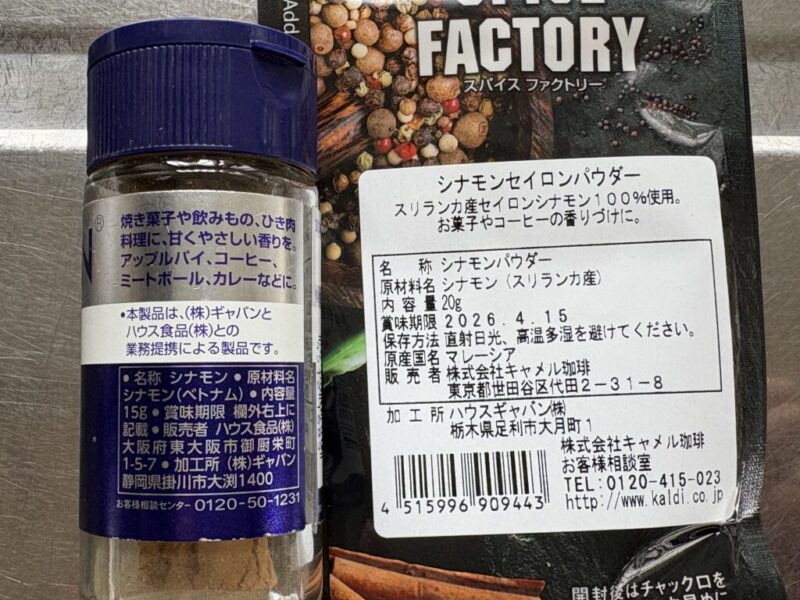 N®
焼き菓子や飲みもの、ひき肉
料理に、甘くやさしい香りを。
アップルパイ、コーヒー、
ミートボール、カレーなどに。
•本製品は、(株)ギャバンと
ハウス食品(株)との
業務提携による製品です。
•名称 シナモン•原材料名
シナモン(ベトナム)•内容量
15g•賞味期限 欄外右上に
記載•販売者 ハウス食品(株)
大阪府東大阪市御厨栄町
1-5-7•加工所 (株)ギャバン
静岡県掛川市大渕1400
お客様相談センター 0120-50-1231
Add
FACTORY
スパイス ファクトリー
シナモンセイロンパウダー
スリランカ産セイロンシナモン100%使用。
お菓子やコーヒーの香りづけに。
名称 シナモンパウダー
原材料名 シナモン(スリランカ産)
内容量 20g
賞味期限 2026.4.15
保存方法 直射日光、高温多湿を避けてください。
原産国名 マレーシア
販売者 株式会社キャメル珈琲
東京都世田谷区代田2-31-8
加工所 ハウスギャバン(株)
栃木県足利市大月町1
株式会社キャメル珈琲
お客様相談室
TEL:0120-415-023
http://www.kaldi.co.jp
4 515996 909443
開封後はチャックロを